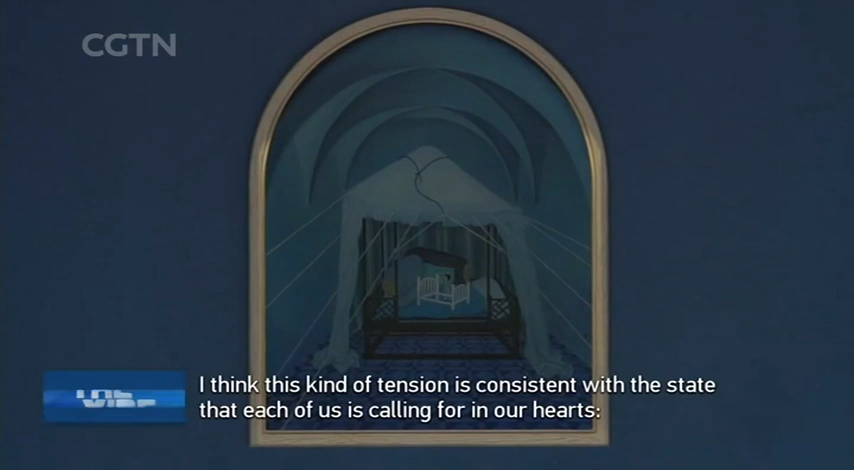 CGTN
I think this kind of tension is consistent with the state
that each of us is calling for in our hearts: